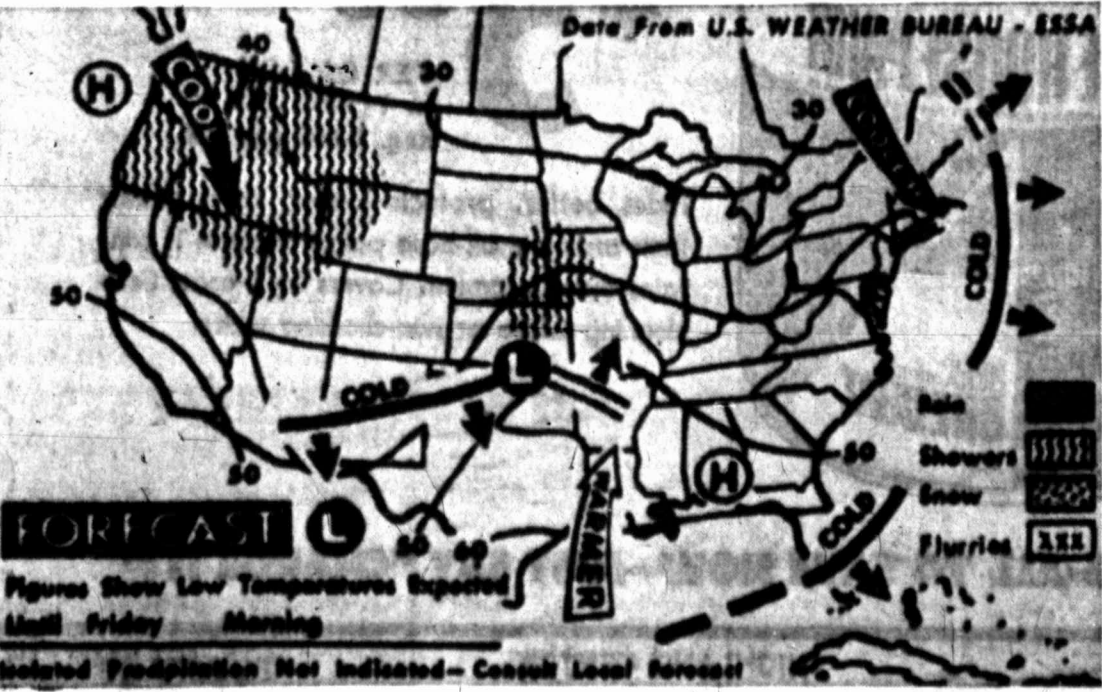 Data From U.S. WEATHER BUREAU - ESSA
40
30
H
COOL
30
COLD
50
L
COLD
Rain
50
Showers
50
H
Snow
COLD
FORECAST
L
50
60
WARMER
Flurries
Figures Show Low Temperatures Expected
Until Friday Morning
Isolated Precipitation Not Indicated— Consult Local Forecast